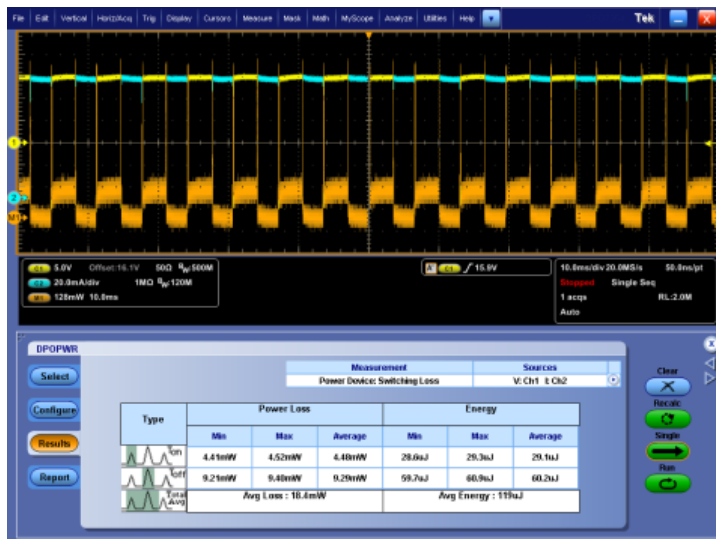 File Edit Vertical Horiz/Acq Trig Display Cursors Measure Mask Math MyScope Analyze Utilities Help Tek
1
2
M1
C1 5.0V Offset:16.1V 50Ω BW:500M
C2 20.0mA/div 1MΩ BW:120M
M1 128mW 10.0ms
A C1 15.9V
10.0ms/div 20.0MS/s 50.0ns/pt
Stopped Single Seq
1 acqs RL:2.0M
Auto
DPOPWR
Select
Configure
Results
Report
Measurement Sources
Power Device: Switching Loss V: Ch1 I: Ch2
Type Power Loss Energy
Min Max Average Min Max Average
Ton 4.41mW 4.52mW 4.48mW 28.6uJ 29.3uJ 29.1uJ
Toff 9.21mW 9.40mW 9.29mW 59.7uJ 60.9uJ 60.2uJ
Total Avg Avg Loss : 18.4mW Avg Energy : 119uJ
Clear
Recalc
Single
Run